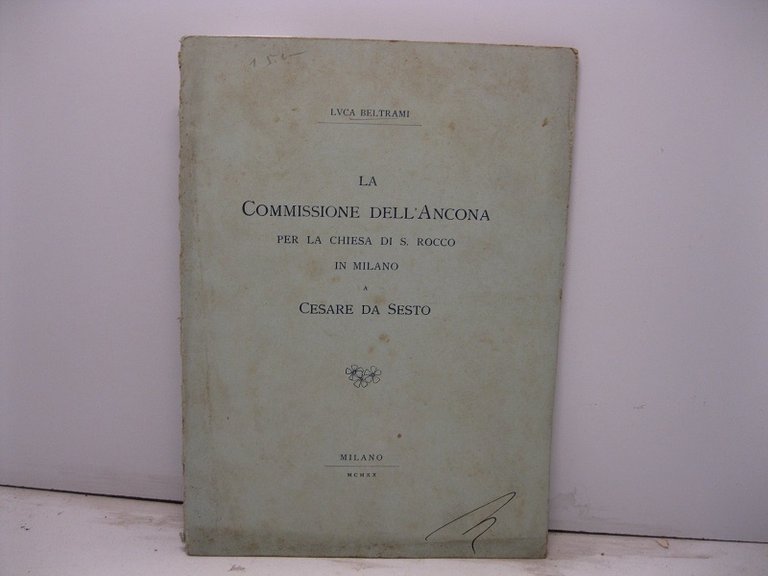 LVCA BELTRAMI
LA
COMMISSIONE DELL'ANCONA
PER LA CHIESA DI S. ROCCO
IN MILANO
A
CESARE DA SESTO
MILANO
MCMXX